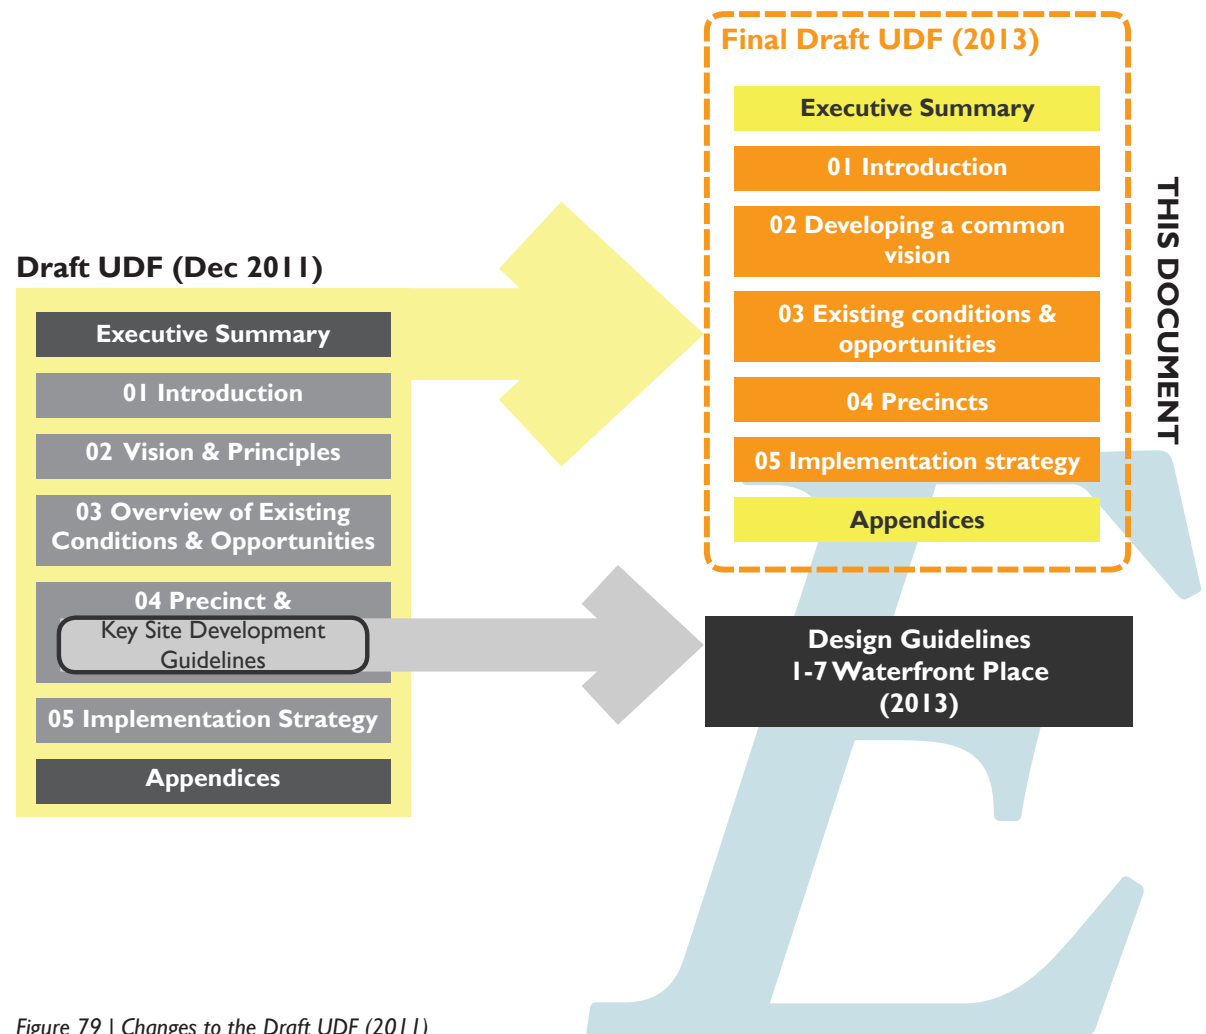 Final Draft UDF (2013)
Executive Summary
01 Introduction
02 Developing a common
vision
03 Existing conditions &
opportunities
04 Precincts
05 Implementation strategy
Appendices
THIS DOCUMENT
Draft UDF (Dec 2011)
Executive Summary
01 Introduction
02 Vision & Principles
03 Overview of Existing
Conditions & Opportunities
04 Precinct &
Key Site Development
Guidelines
05 Implementation Strategy
Appendices
Design Guidelines
1-7 Waterfront Place
(2013)
E
Figure 79 | Changes to the Draft UDF (2011)